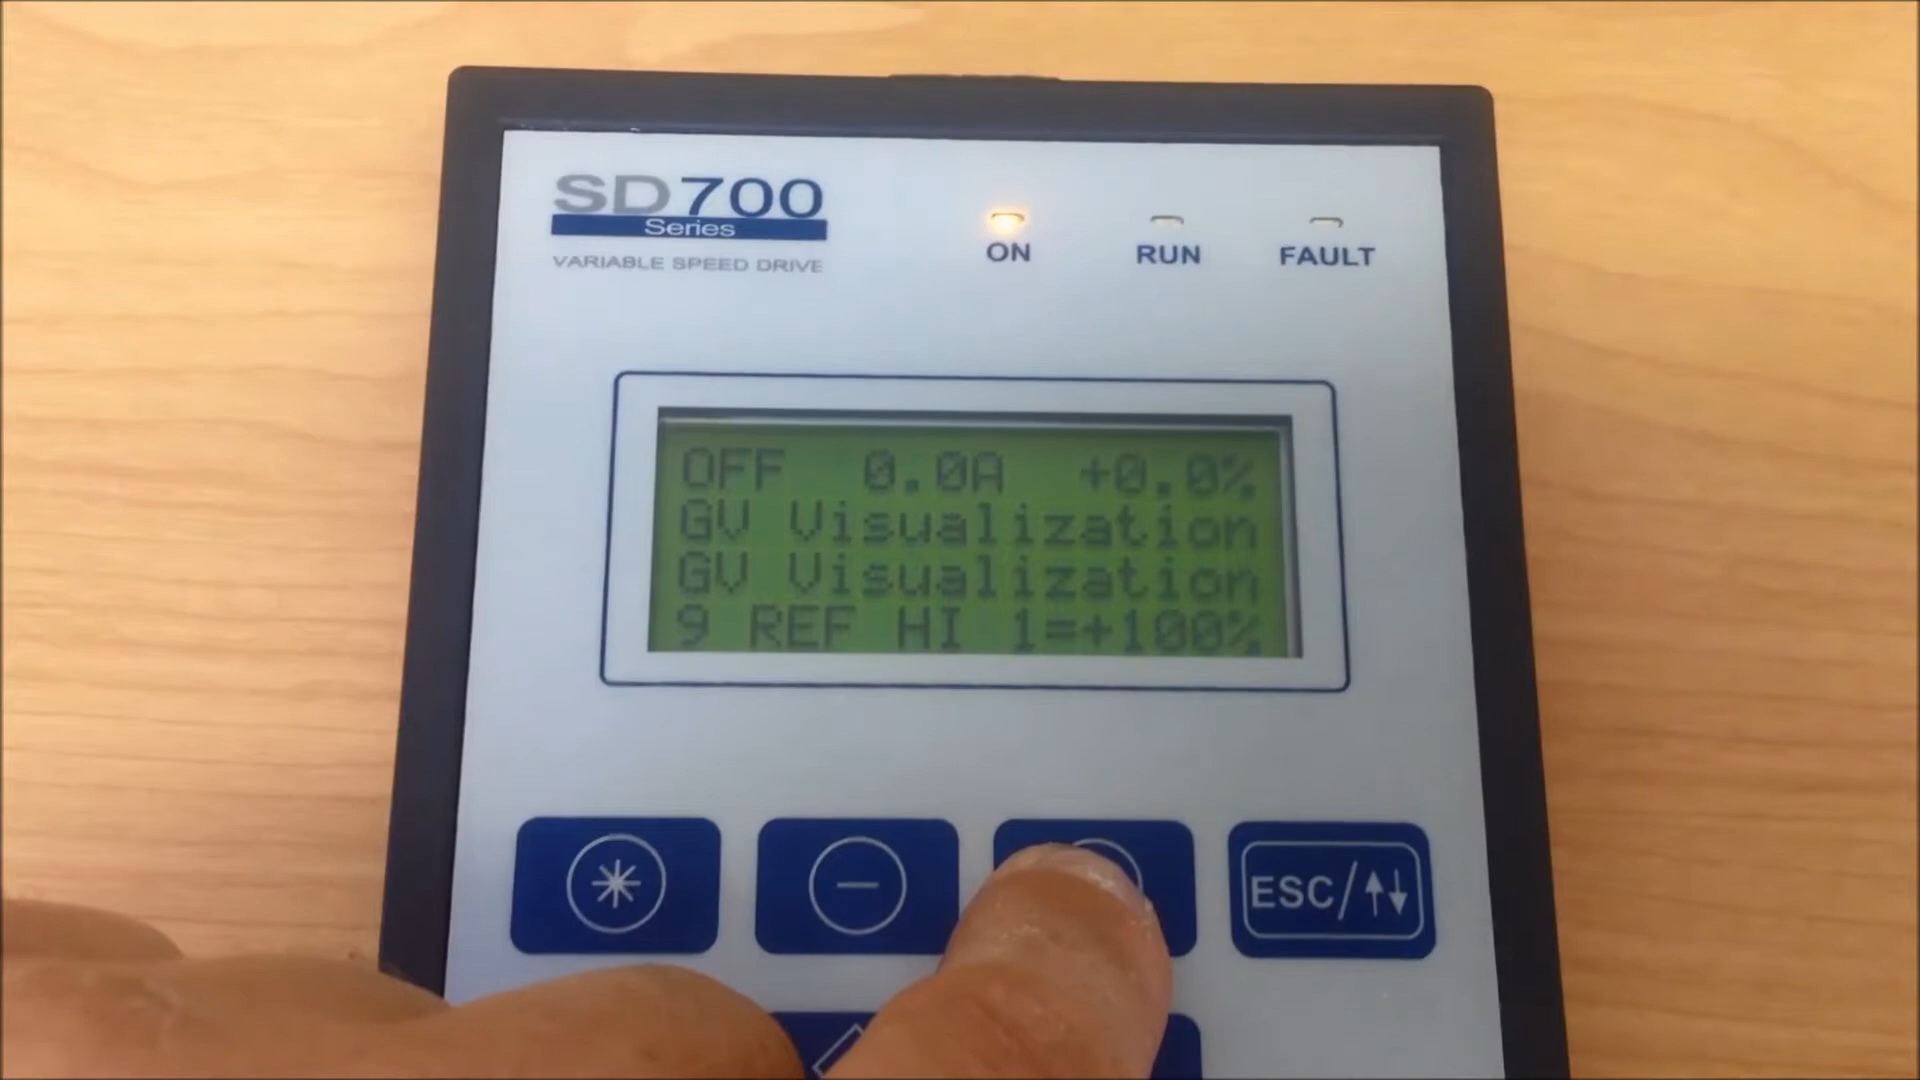 SD700
Series
VARIABLE SPEED DRIVE
ON RUN FAULT
OFF 0.0A +0.0%
GV Visualization
GV Visualization
9 REF HI 1=+100%
ESC/↑↓